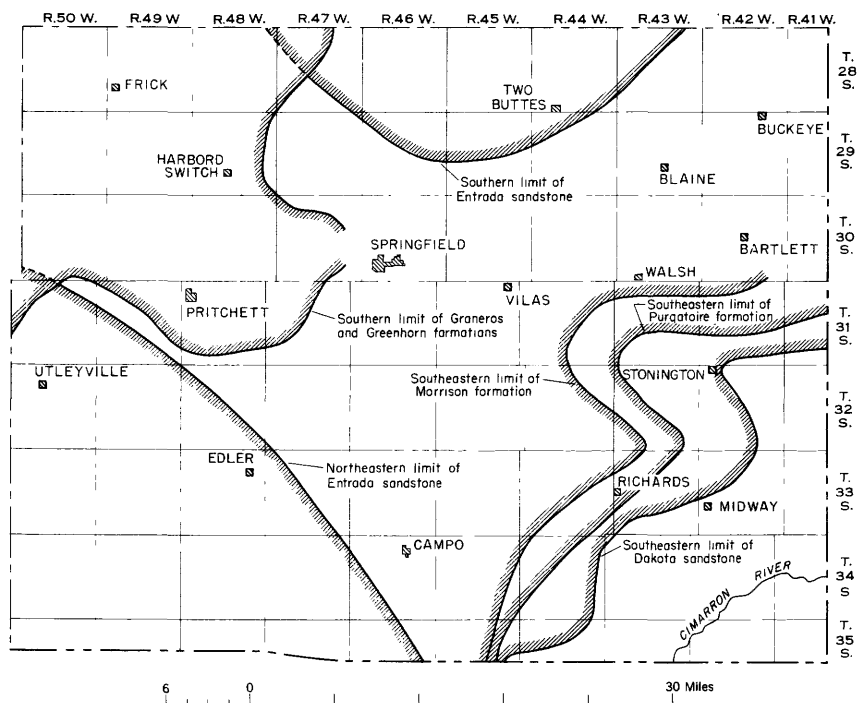 R.50 W. R.49 W. R.48 W. R.47 W. R.46 W. R.45 W. R.44 W. R.43 W. R.42 W. R.41 W.
T.
28
S.
FRICK
TWO
BUTTES
BUCKEYE
T.
29
S.
HARBORD
SWITCH
BLAINE
Southern limit of
Entrada sandstone
T.
30
S.
SPRINGFIELD
BARTLETT
WALSH
PRITCHETT
VILAS
Southern limit of Graneros
and Greenhorn farmatians
Southeastern limit of
Purgatoire formation
T.
31
S.
UTLEYVILLE
Southeastern limit of
Morrison formation
STONINGTON
T.
32
S.
EDLER
Northeastern limit of
Entrada sandstone
RICHARDS
MIDWAY
T.
33
S.
CAMPO
Southeastern limit of
Dakota sandstone
T.
34
S
CIMARRON RIVER
T.
35
S.
6 0 30 Miles